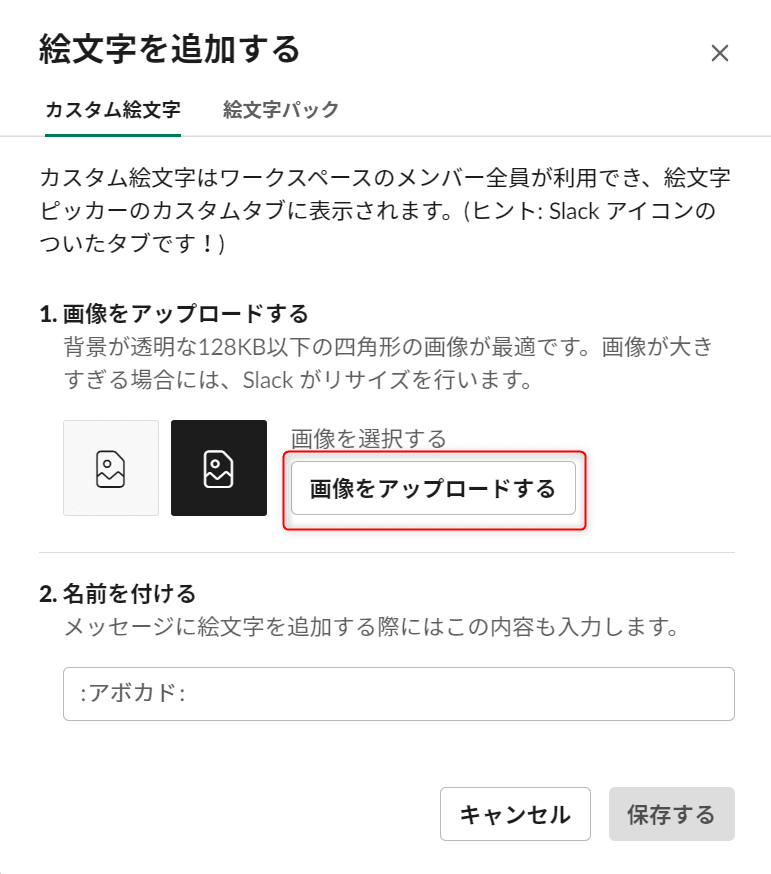 絵文字を追加する
カスタム絵文字 絵文字パック
カスタム絵文字はワークスペースのメンバー全員が利用でき、絵文字
ピッカーのカスタムタブに表示されます。(ヒント: Slack アイコンの
ついたタブです！)
1. 画像をアップロードする
背景が透明な128KB以下の四角形の画像が最適です。画像が大き
すぎる場合には、Slack がリサイズを行います。
画像を選択する
画像をアップロードする
2. 名前を付ける
メッセージに絵文字を追加する際にはこの内容も入力します。
:アボカド:
キャンセル 保存する